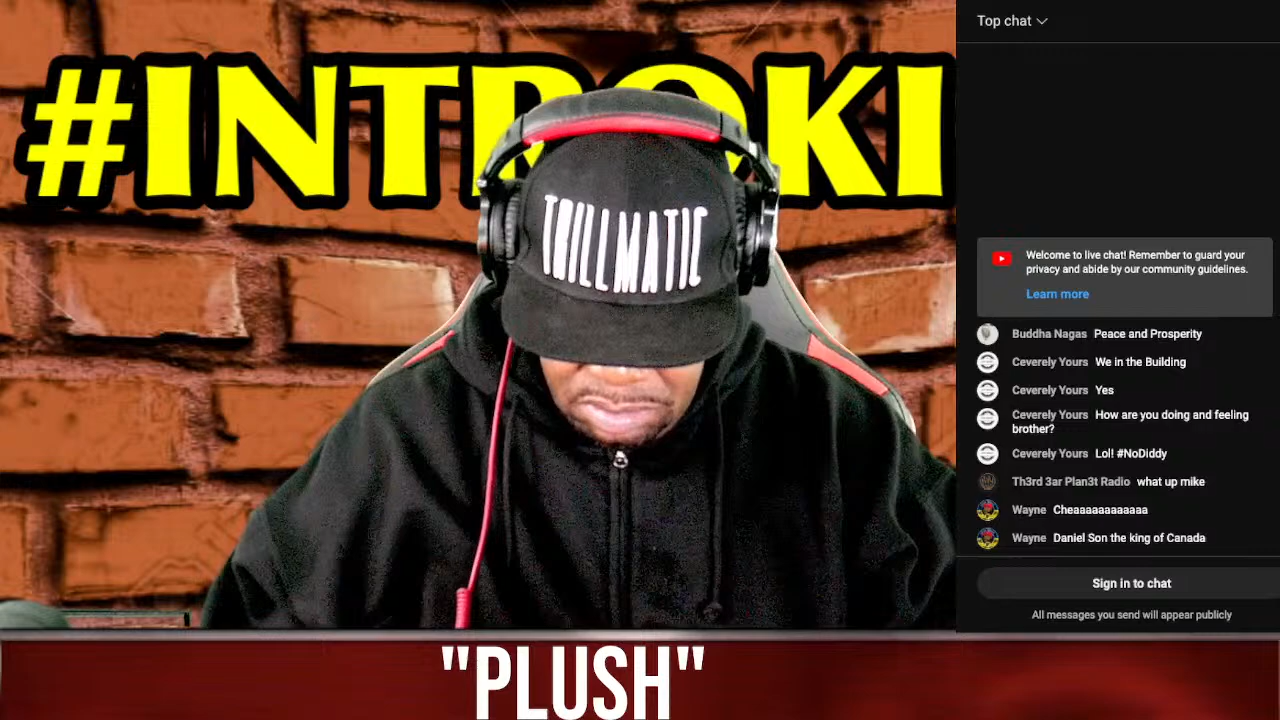 #INTROKI
TRILLMATIC
Top chat
Welcome to live chat! Remember to guard your
privacy and abide by our community guidelines.
Learn more
Buddha Nagas Peace and Prosperity
Ceverely Yours We in the Building
Ceverely Yours Yes
Ceverely Yours How are you doing and feeling
brother?
Ceverely Yours Lol! #NoDiddy
Th3rd 3ar Plan3t Radio what up mike
Wayne Cheaaaaaaaaaaaa
Wayne Daniel Son the king of Canada
Sign in to chat
All messages you send will appear publicly
"PLUSH"